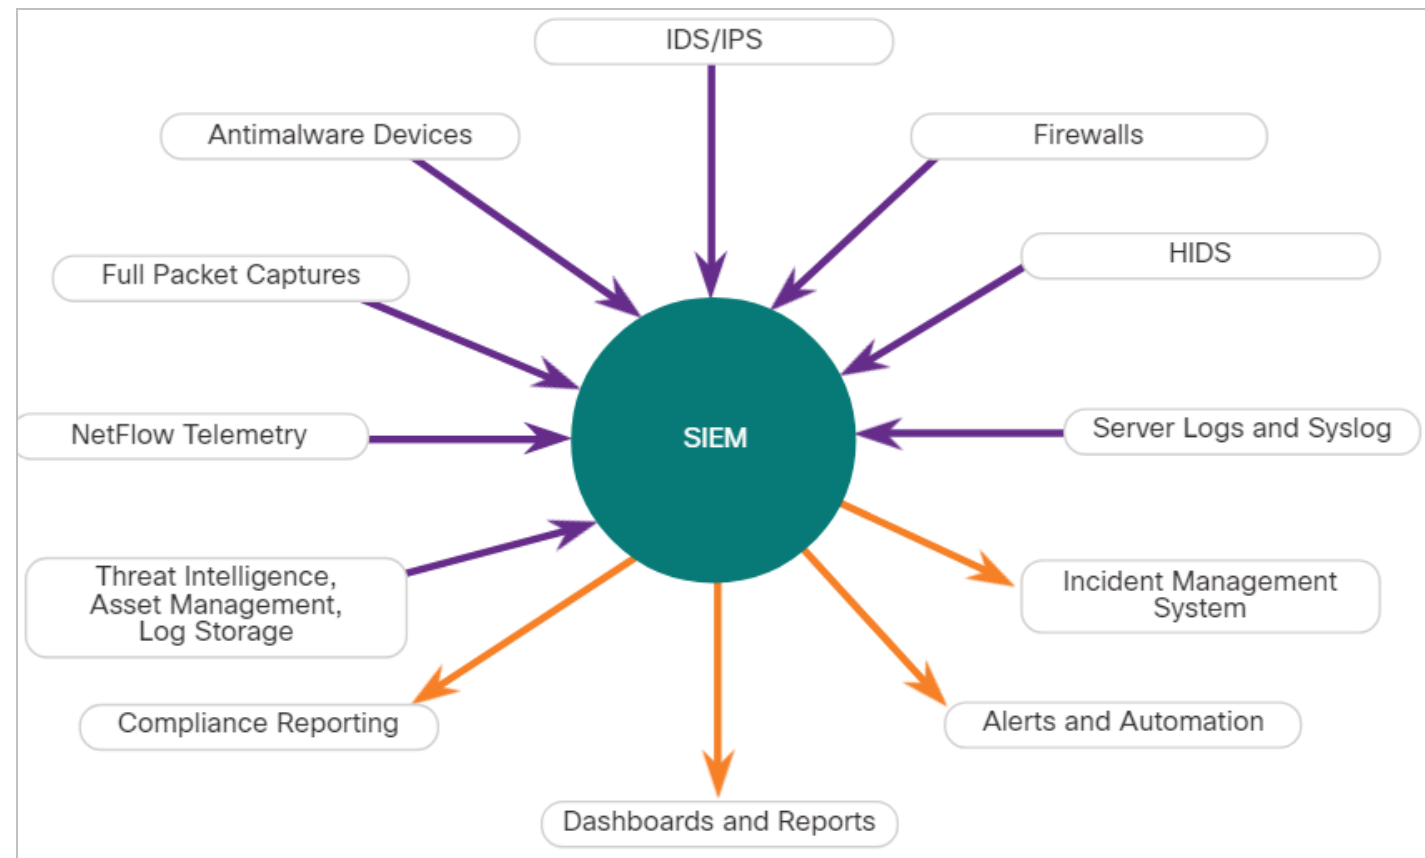 IDS/IPS
Antimalware Devices
Firewalls
HIDS
Full Packet Captures
Server Logs and Syslog
NetFlow Telemetry
SIEM
Threat Intelligence,
Asset Management,
Log Storage
Incident Management
System
Compliance Reporting
Alerts and Automation
Dashboards and Reports